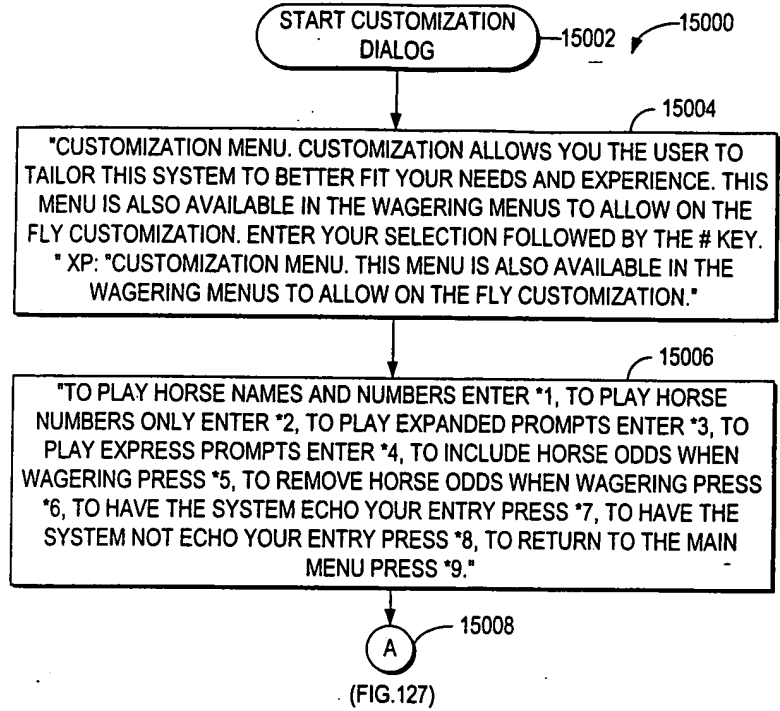 START CUSTOMIZATION
DIALOG
15002
15000
15004
"CUSTOMIZATION MENU. CUSTOMIZATION ALLOWS YOU THE USER TO
TAILOR THIS SYSTEM TO BETTER FIT YOUR NEEDS AND EXPERIENCE. THIS
MENU IS ALSO AVAILABLE IN THE WAGERING MENUS TO ALLOW ON THE
FLY CUSTOMIZATION. ENTER YOUR SELECTION FOLLOWED BY THE # KEY.
" XP: "CUSTOMIZATION MENU. THIS MENU IS ALSO AVAILABLE IN THE
WAGERING MENUS TO ALLOW ON THE FLY CUSTOMIZATION."
15006
"TO PLAY HORSE NAMES AND NUMBERS ENTER *1, TO PLAY HORSE
NUMBERS ONLY ENTER *2, TO PLAY EXPANDED PROMPTS ENTER *3, TO
PLAY EXPRESS PROMPTS ENTER *4, TO INCLUDE HORSE ODDS WHEN
WAGERING PRESS *5, TO REMOVE HORSE ODDS WHEN WAGERING PRESS
*6, TO HAVE THE SYSTEM ECHO YOUR ENTRY PRESS *7, TO HAVE THE
SYSTEM NOT ECHO YOUR ENTRY PRESS *8, TO RETURN TO THE MAIN
MENU PRESS *9."
15008
A
(FIG.127)